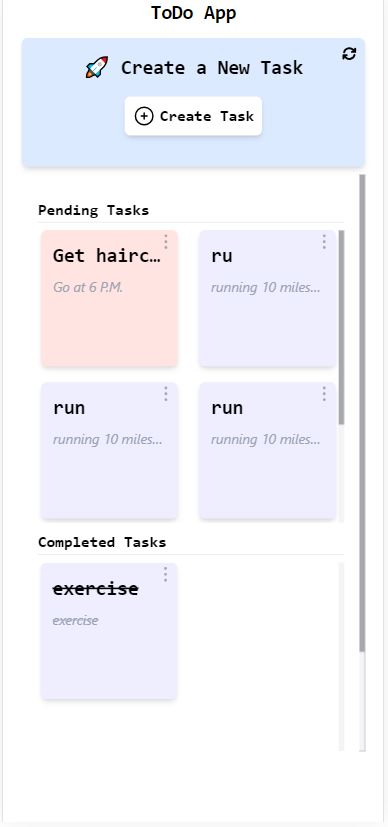 ToDo App
🚀 Create a New Task
Create Task
Pending Tasks
Get hairc…
Go at 6 P.M.
ru
running 10 miles…
run
running 10 miles…
run
running 10 miles…
Completed Tasks
exercise
exercise